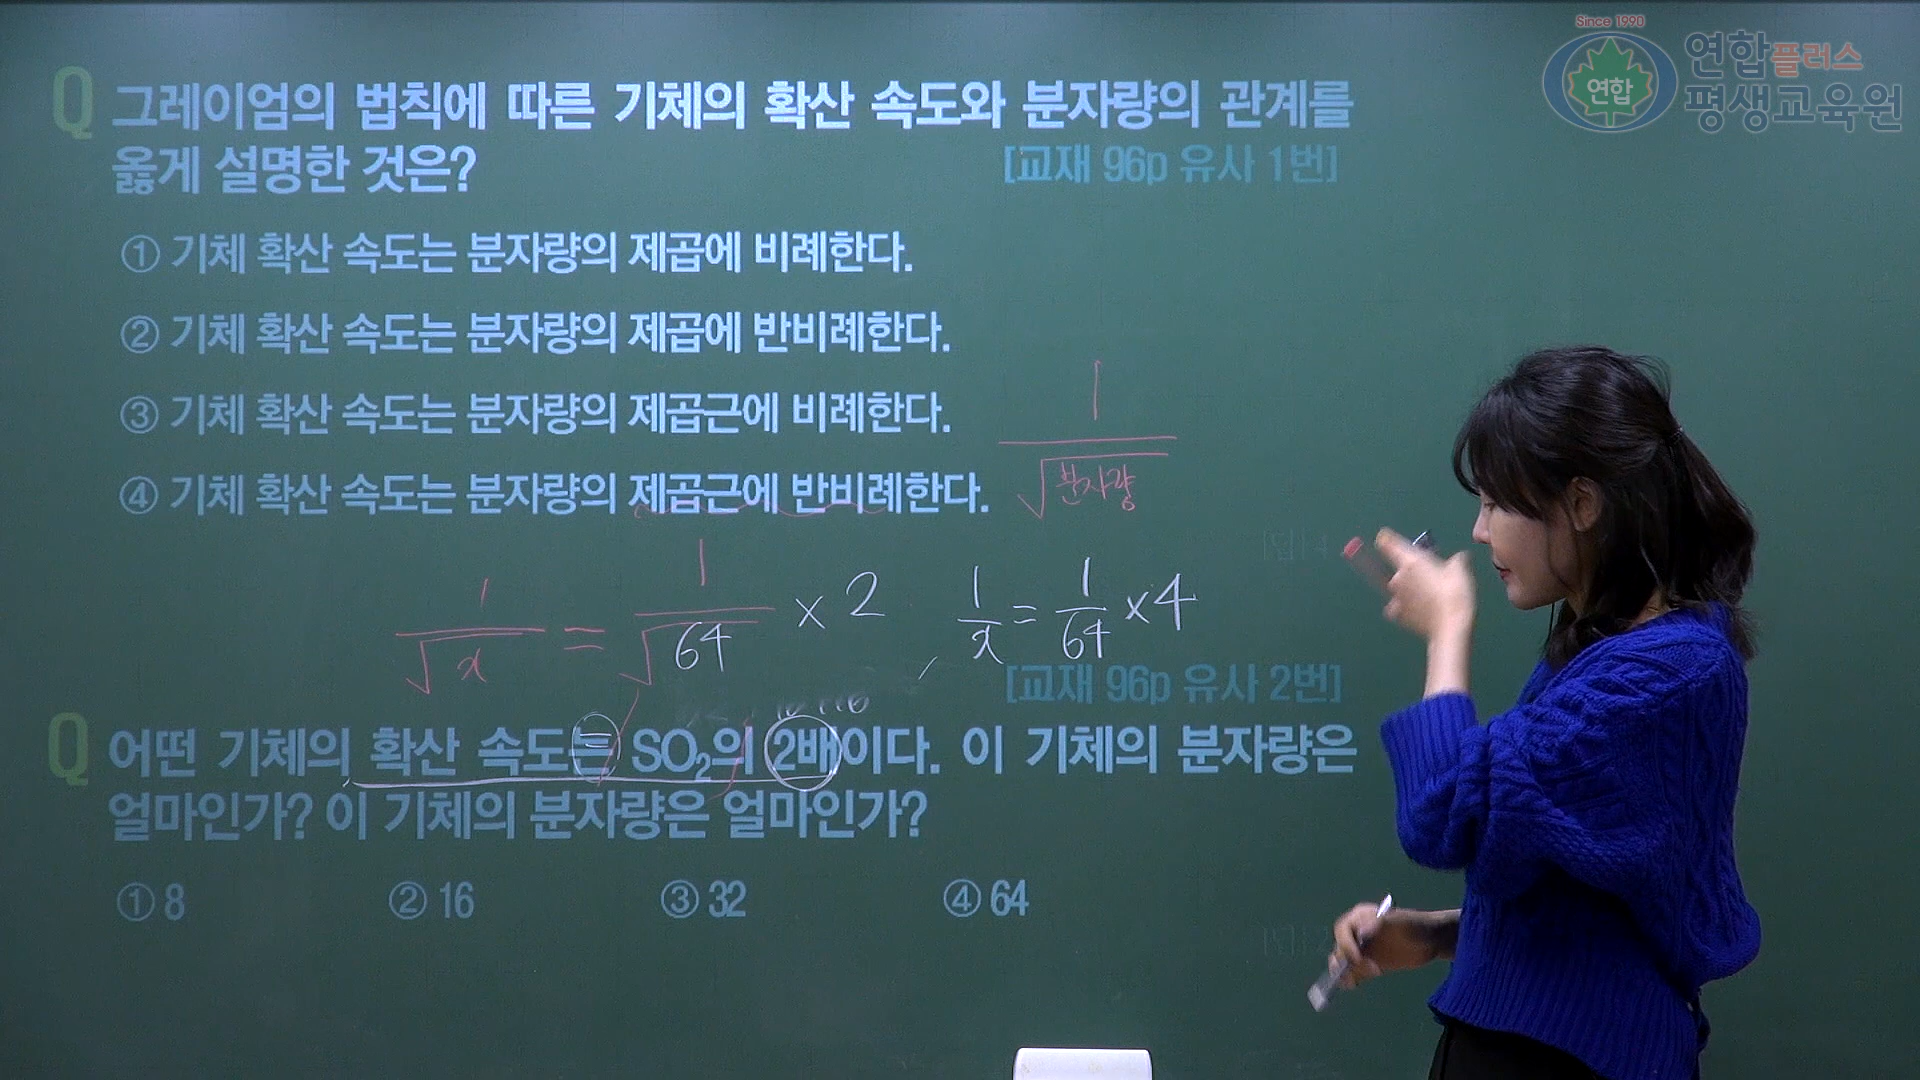 Since 1990
연합
연합플러스
평생교육원
Q 그레이엄의 법칙에 따른 기체의 확산 속도와 분자량의 관계를
옳게 설명한 것은?
[교재 96p 유사 1번]
① 기체 확산 속도는 분자량의 제곱에 비례한다.
② 기체 확산 속도는 분자량의 제곱에 반비례한다.
③ 기체 확산 속도는 분자량의 제곱근에 비례한다.
④ 기체 확산 속도는 분자량의 제곱근에 반비례한다.
1/√분자량
1/√x = 1/√64 × 2 , 1/x = 1/64 × 4
[교재 96p 유사 2번]
Q 어떤 기체의 확산 속도는 SO₂의 2배이다. 이 기체의 분자량은
얼마인가? 이 기체의 분자량은 얼마인가?
① 8 ② 16 ③ 32 ④ 64